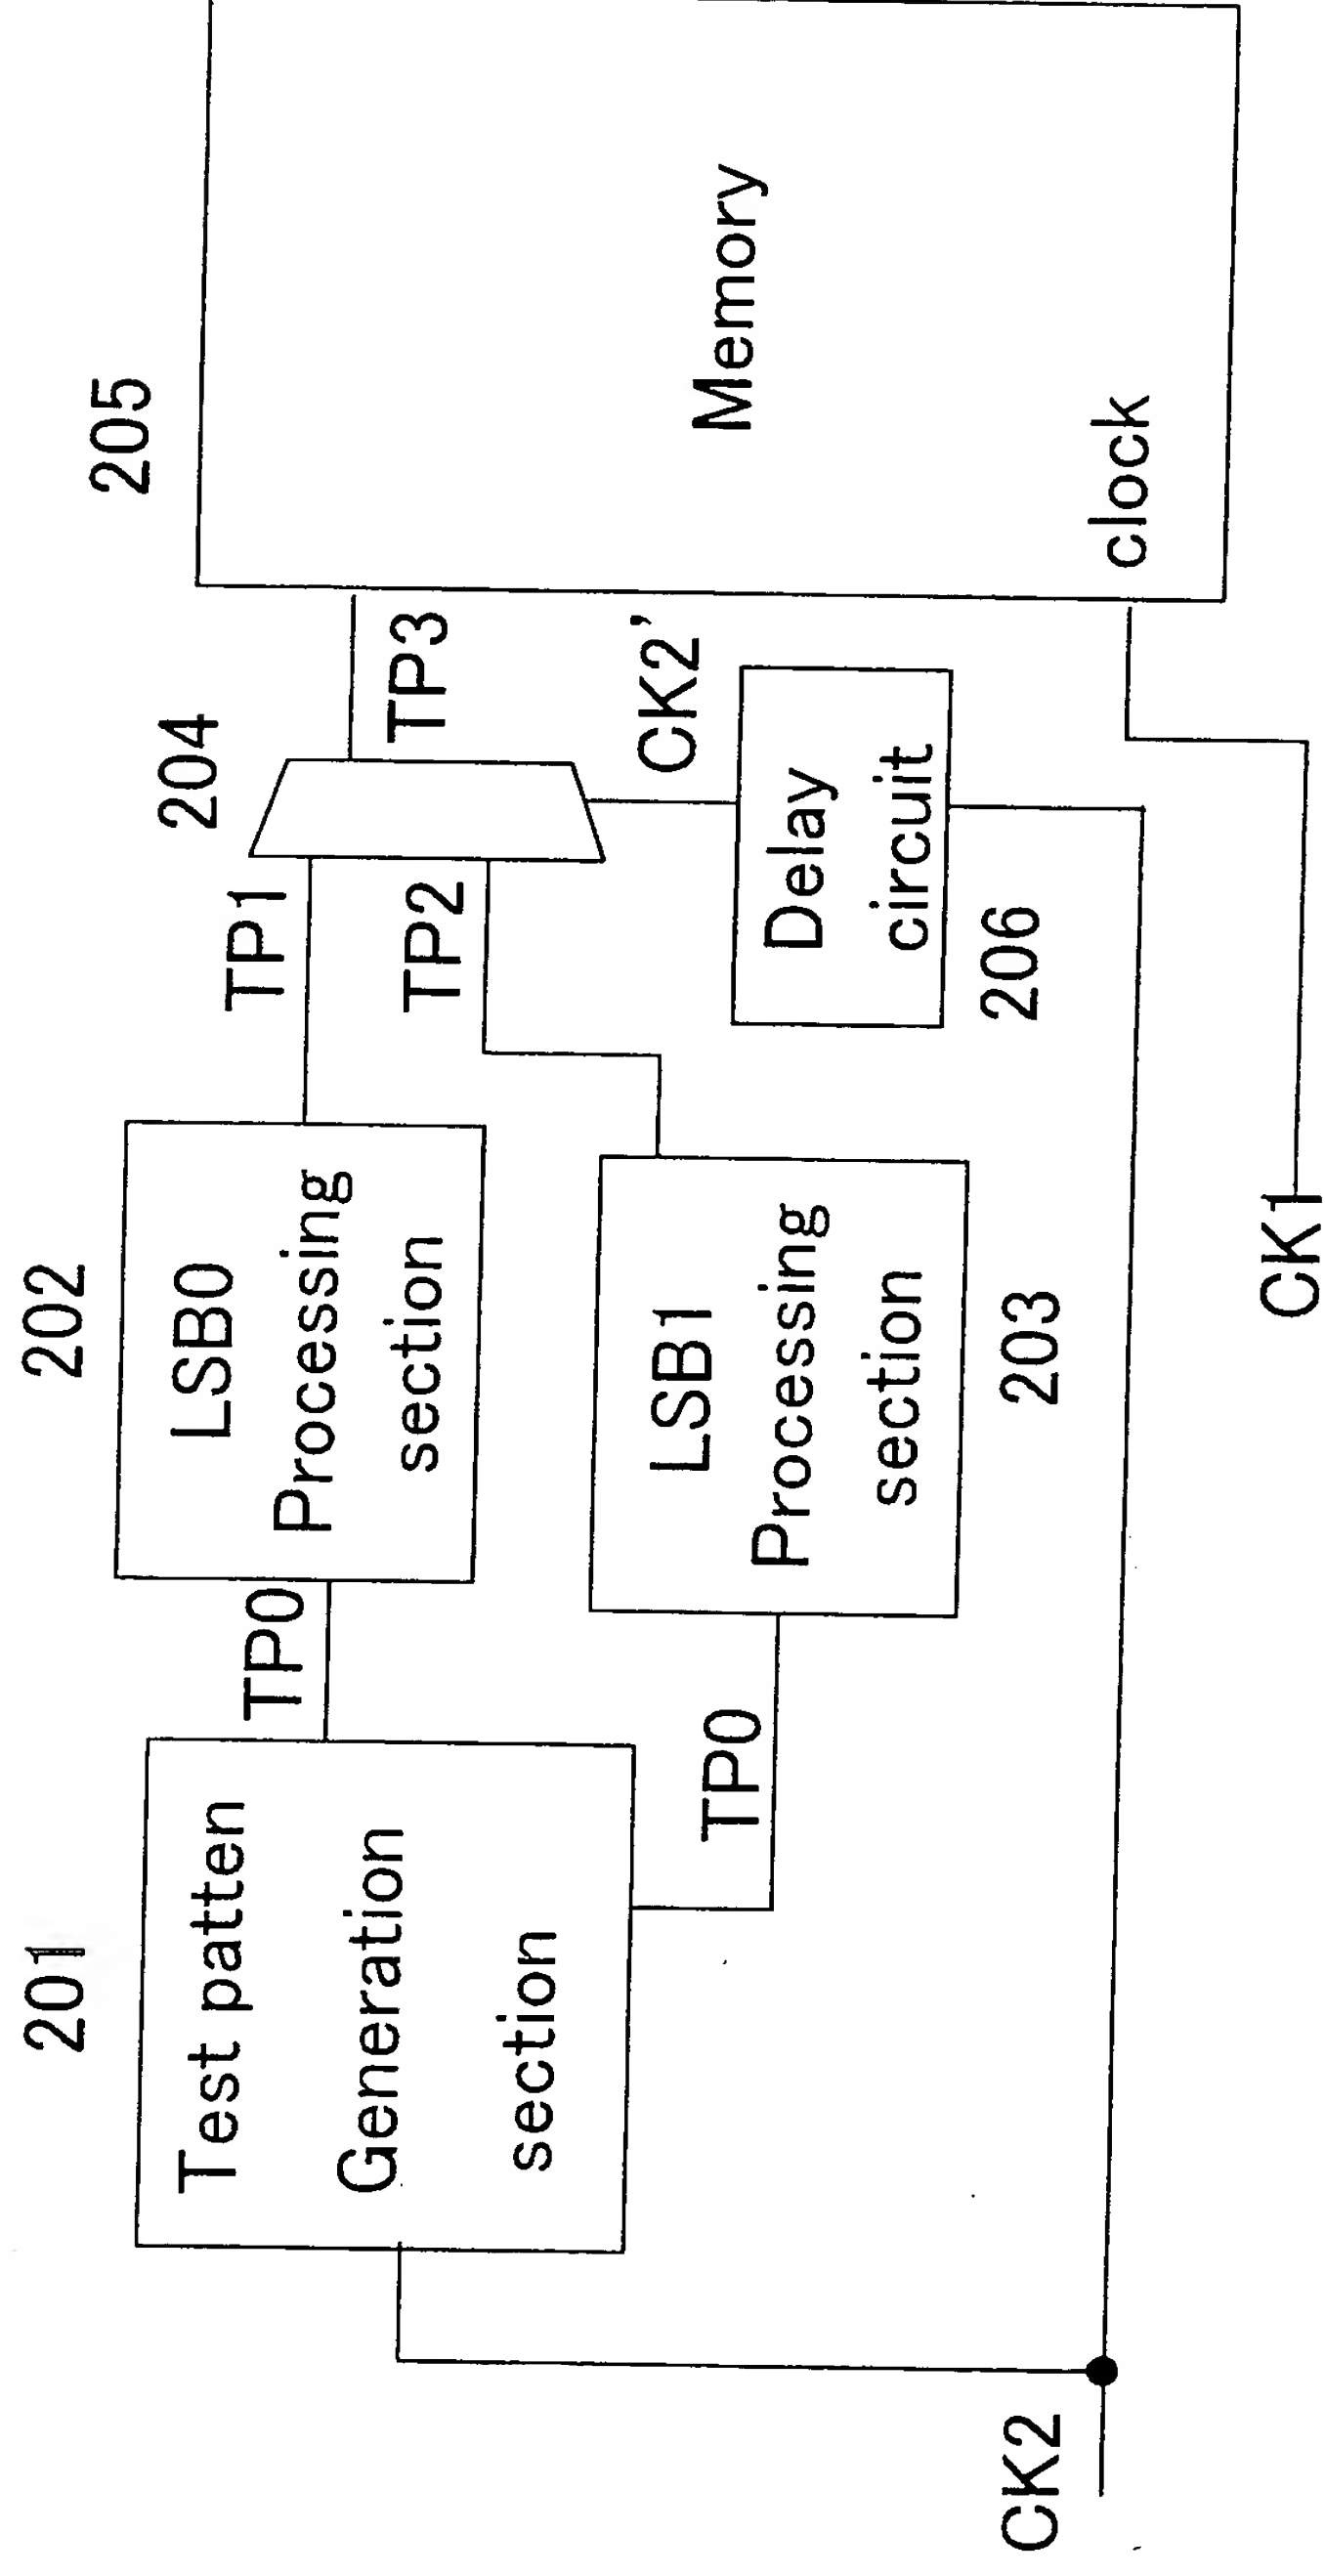 201
Test patten
Generation
section
TP0
TP0
202
LSB0
Processing
section
LSB1
Processing
section
203
TP1
TP2
204
TP3
CK2'
Delay
circuit
206
205
Memory
clock
CK1
CK2